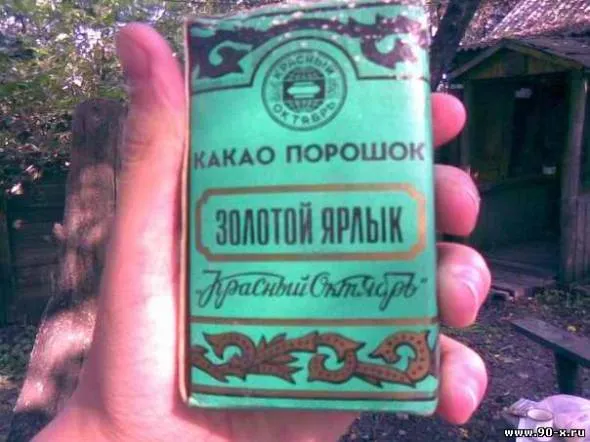 КРАСНЫЙ
ОКТЯБРЬ
КАКАО ПОРОШОК
ЗОЛОТОЙ ЯРЛЫК
„Красный Октябрь"
www.90-x.ru